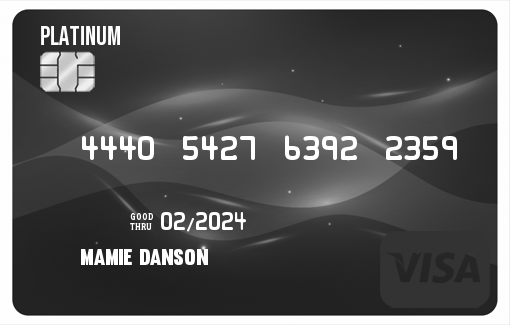 PLATINUM
4440 5427 6392 2359
GOOD
THRU 02/2024
MAMIE DANSON
VISA